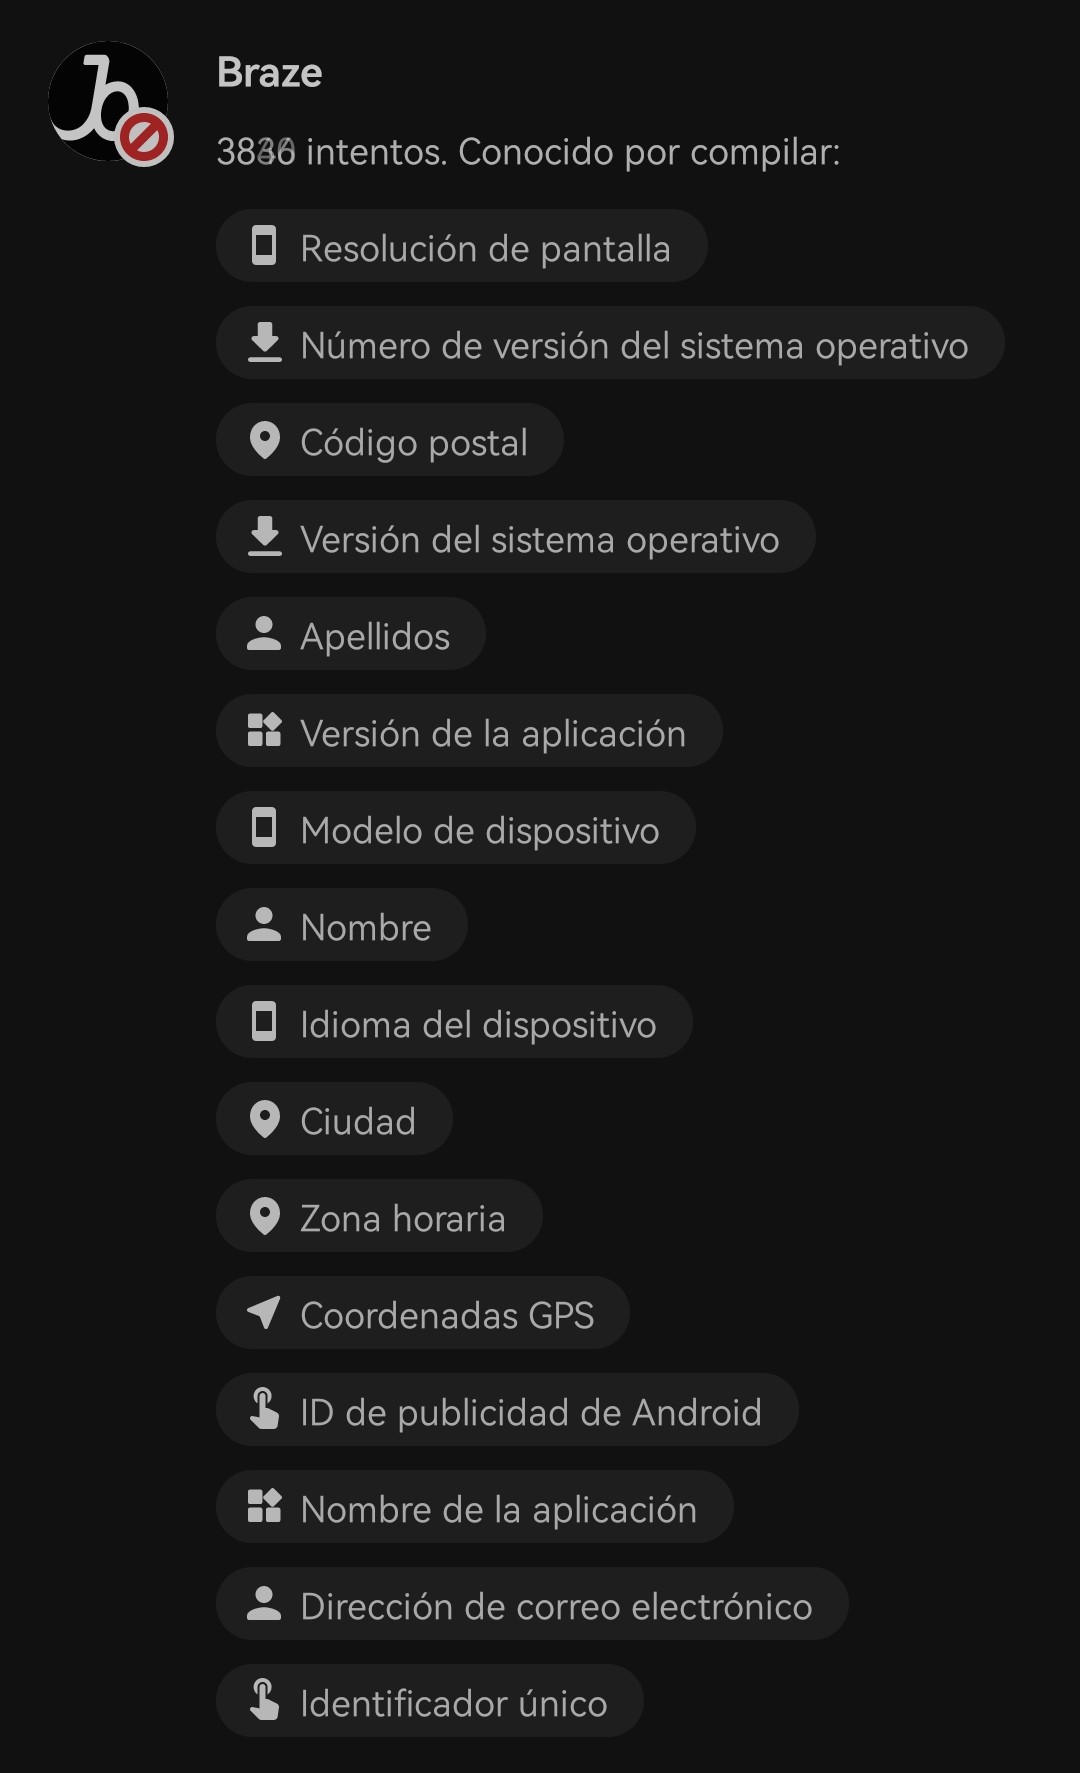 Braze
intentos. Conocido por compilar:
Resolución de pantalla
Número de versión del sistema operativo
Código postal
Versión del sistema operativo
Apellidos
Versión de la aplicación
Modelo de dispositivo
Nombre
Idioma del dispositivo
Ciudad
Zona horaria
Coordenadas GPS
ID de publicidad de Android
Nombre de la aplicación
Dirección de correo electrónico
Identificador único